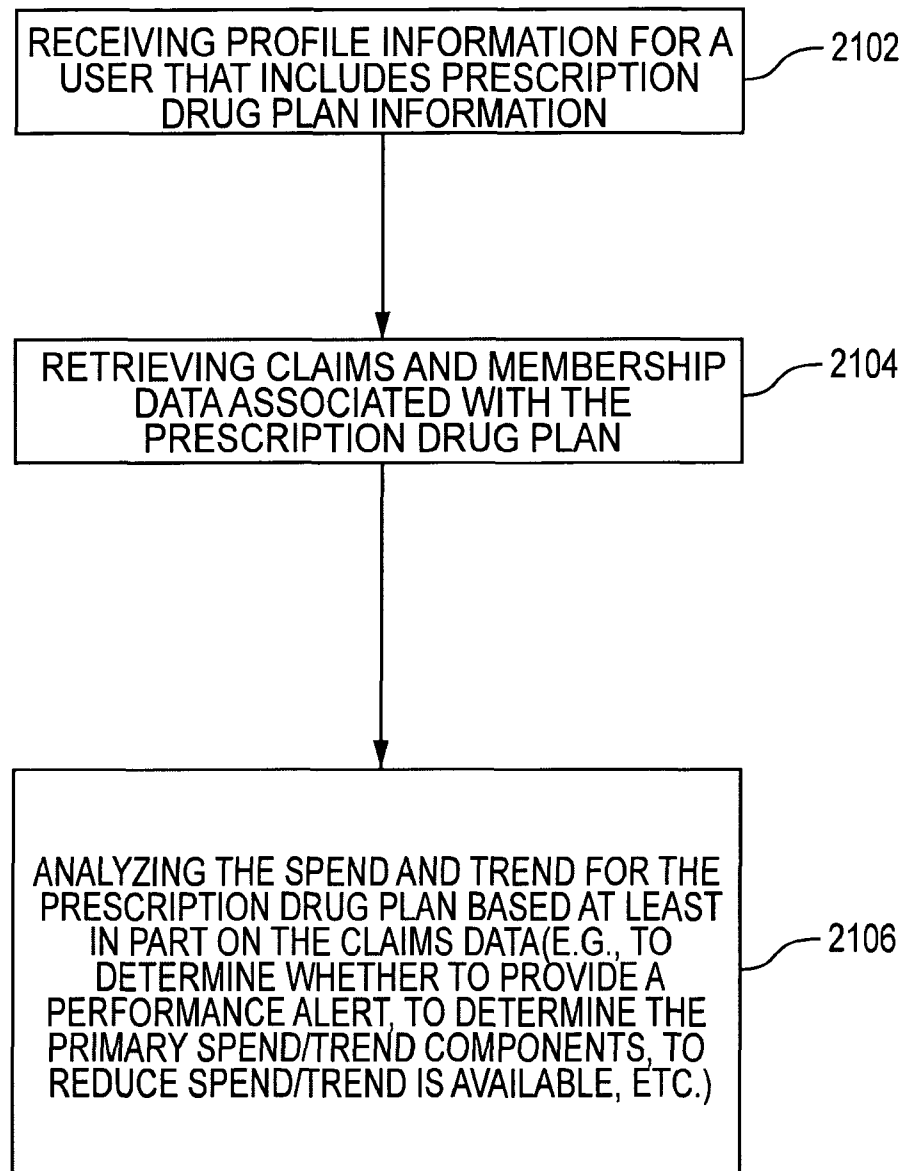 RECEIVING PROFILE INFORMATION FOR A
USER THAT INCLUDES PRESCRIPTION
DRUG PLAN INFORMATION
2102
RETRIEVING CLAIMS AND MEMBERSHIP
DATA ASSOCIATED WITH THE
PRESCRIPTION DRUG PLAN
2104
ANALYZING THE SPEND AND TREND FOR THE
PRESCRIPTION DRUG PLAN BASED AT LEAST
IN PART ON THE CLAIMS DATA(E.G., TO
DETERMINE WHETHER TO PROVIDE A
PERFORMANCE ALERT, TO DETERMINE THE
PRIMARY SPEND/TREND COMPONENTS, TO
REDUCE SPEND/TREND IS AVAILABLE, ETC.)
2106